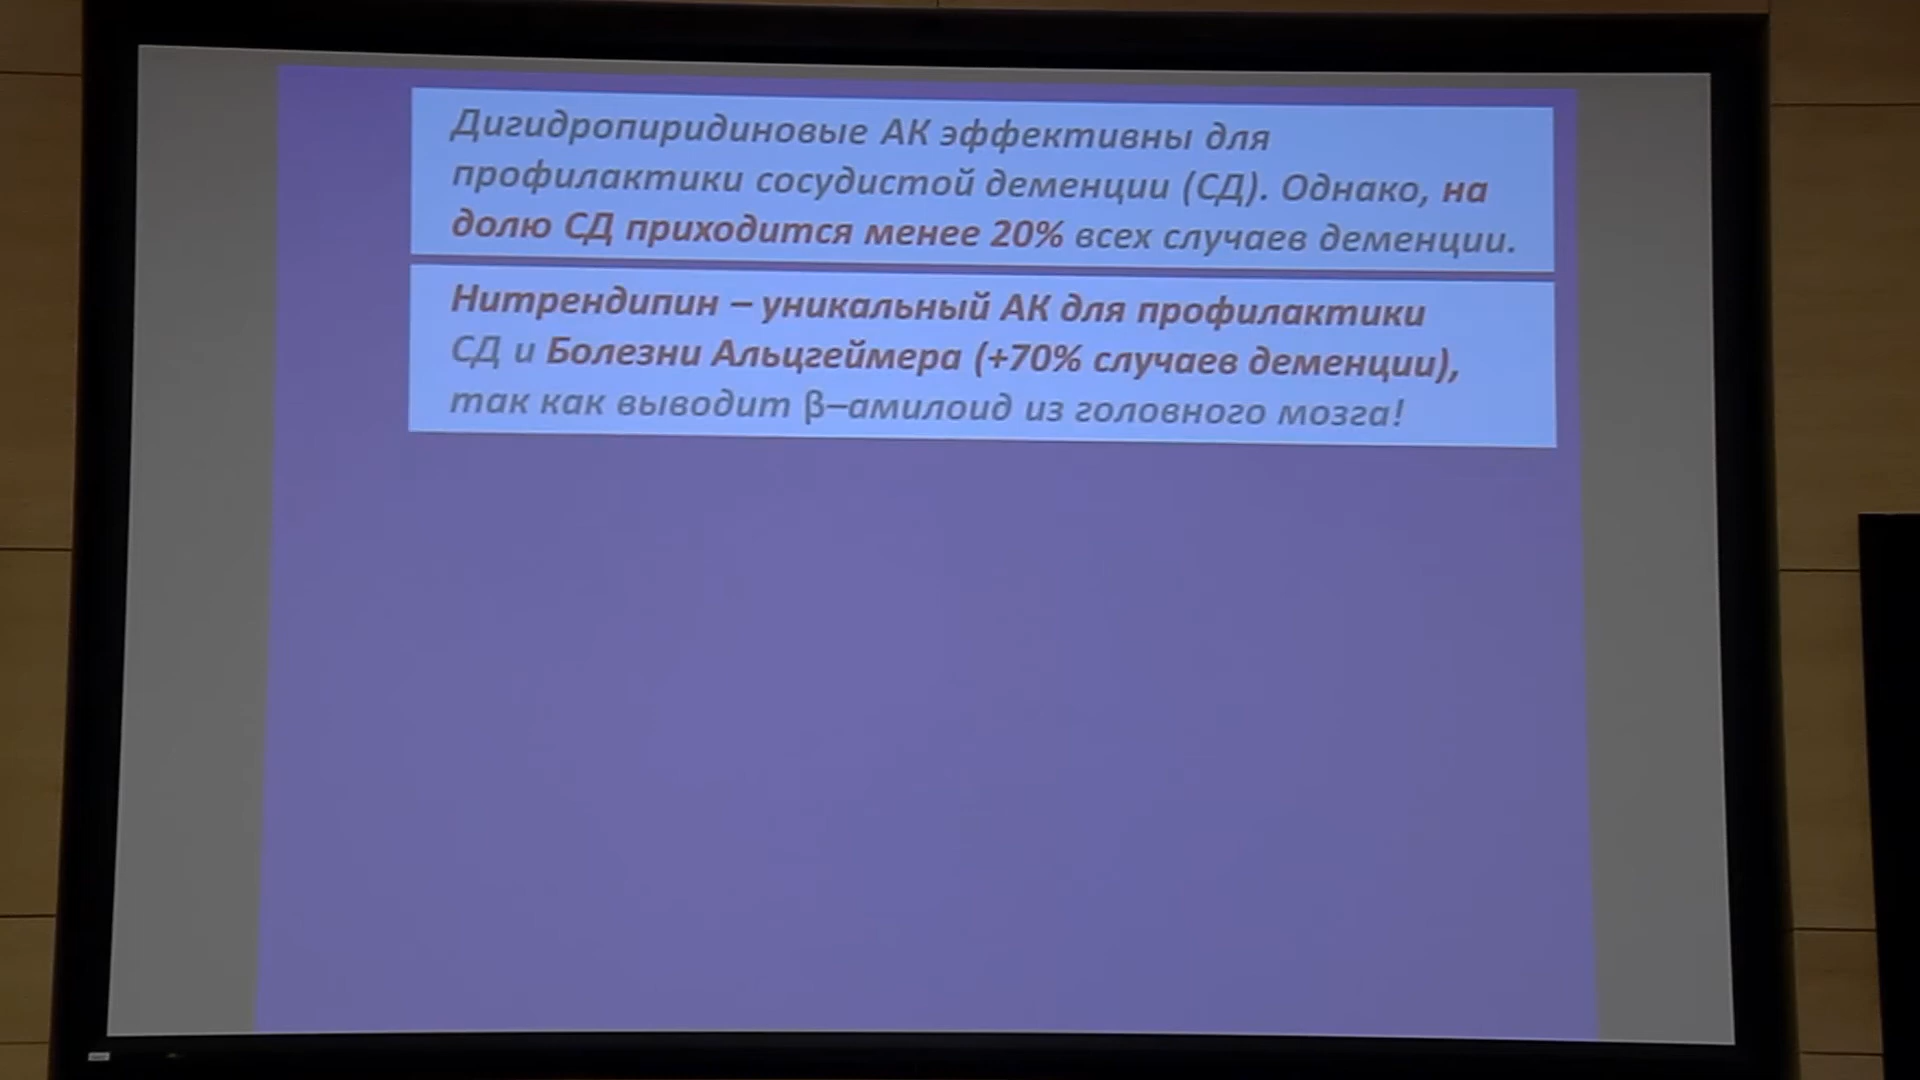 Дигидропиридиновые АК эффективны для
профилактики сосудистой деменции (СД). Однако, на
долю СД приходится менее 20% всех случаев деменции.
Нитрендипин – уникальный АК для профилактики
СД и Болезни Альцгеймера (+70% случаев деменции),
так как выводит β–амилоид из головного мозга!